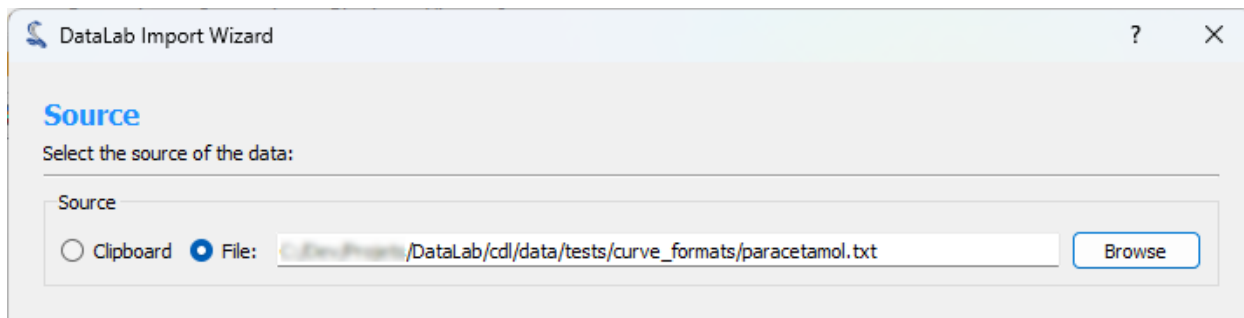 DataLab Import Wizard
Source
Select the source of the data:
Source
Clipboard File: /DataLab/cdl/data/tests/curve_formats/paracetamol.txt Browse